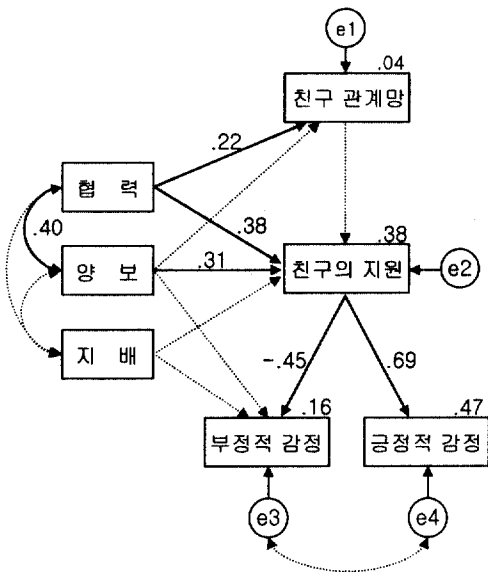 e1
.04
친구 관계망
.22
협 력
.40
.38
.38
양 보
.31
친구의 지원
e2
지 배
-.45
.69
.16
.47
부정적 감정
긍정적 감정
e3
e4